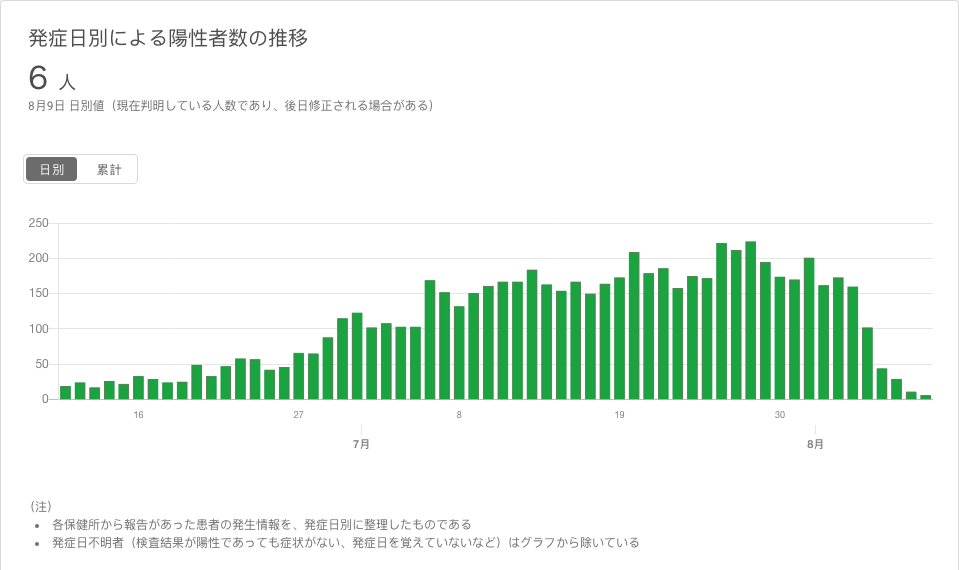 発症日別による陽性者数の推移
6 人
8月9日 日別値（現在判明している人数であり、後日修正される場合がある）
日別 累計
250
200
150
100
50
0
16 27 8 19 30
7月 8月
（注）
• 各保健所から報告があった患者の発生情報を、発症日別に整理したものである
• 発症日不明者（検査結果が陽性であっても症状がない、発症日を覚えていないなど）はグラフから除いている